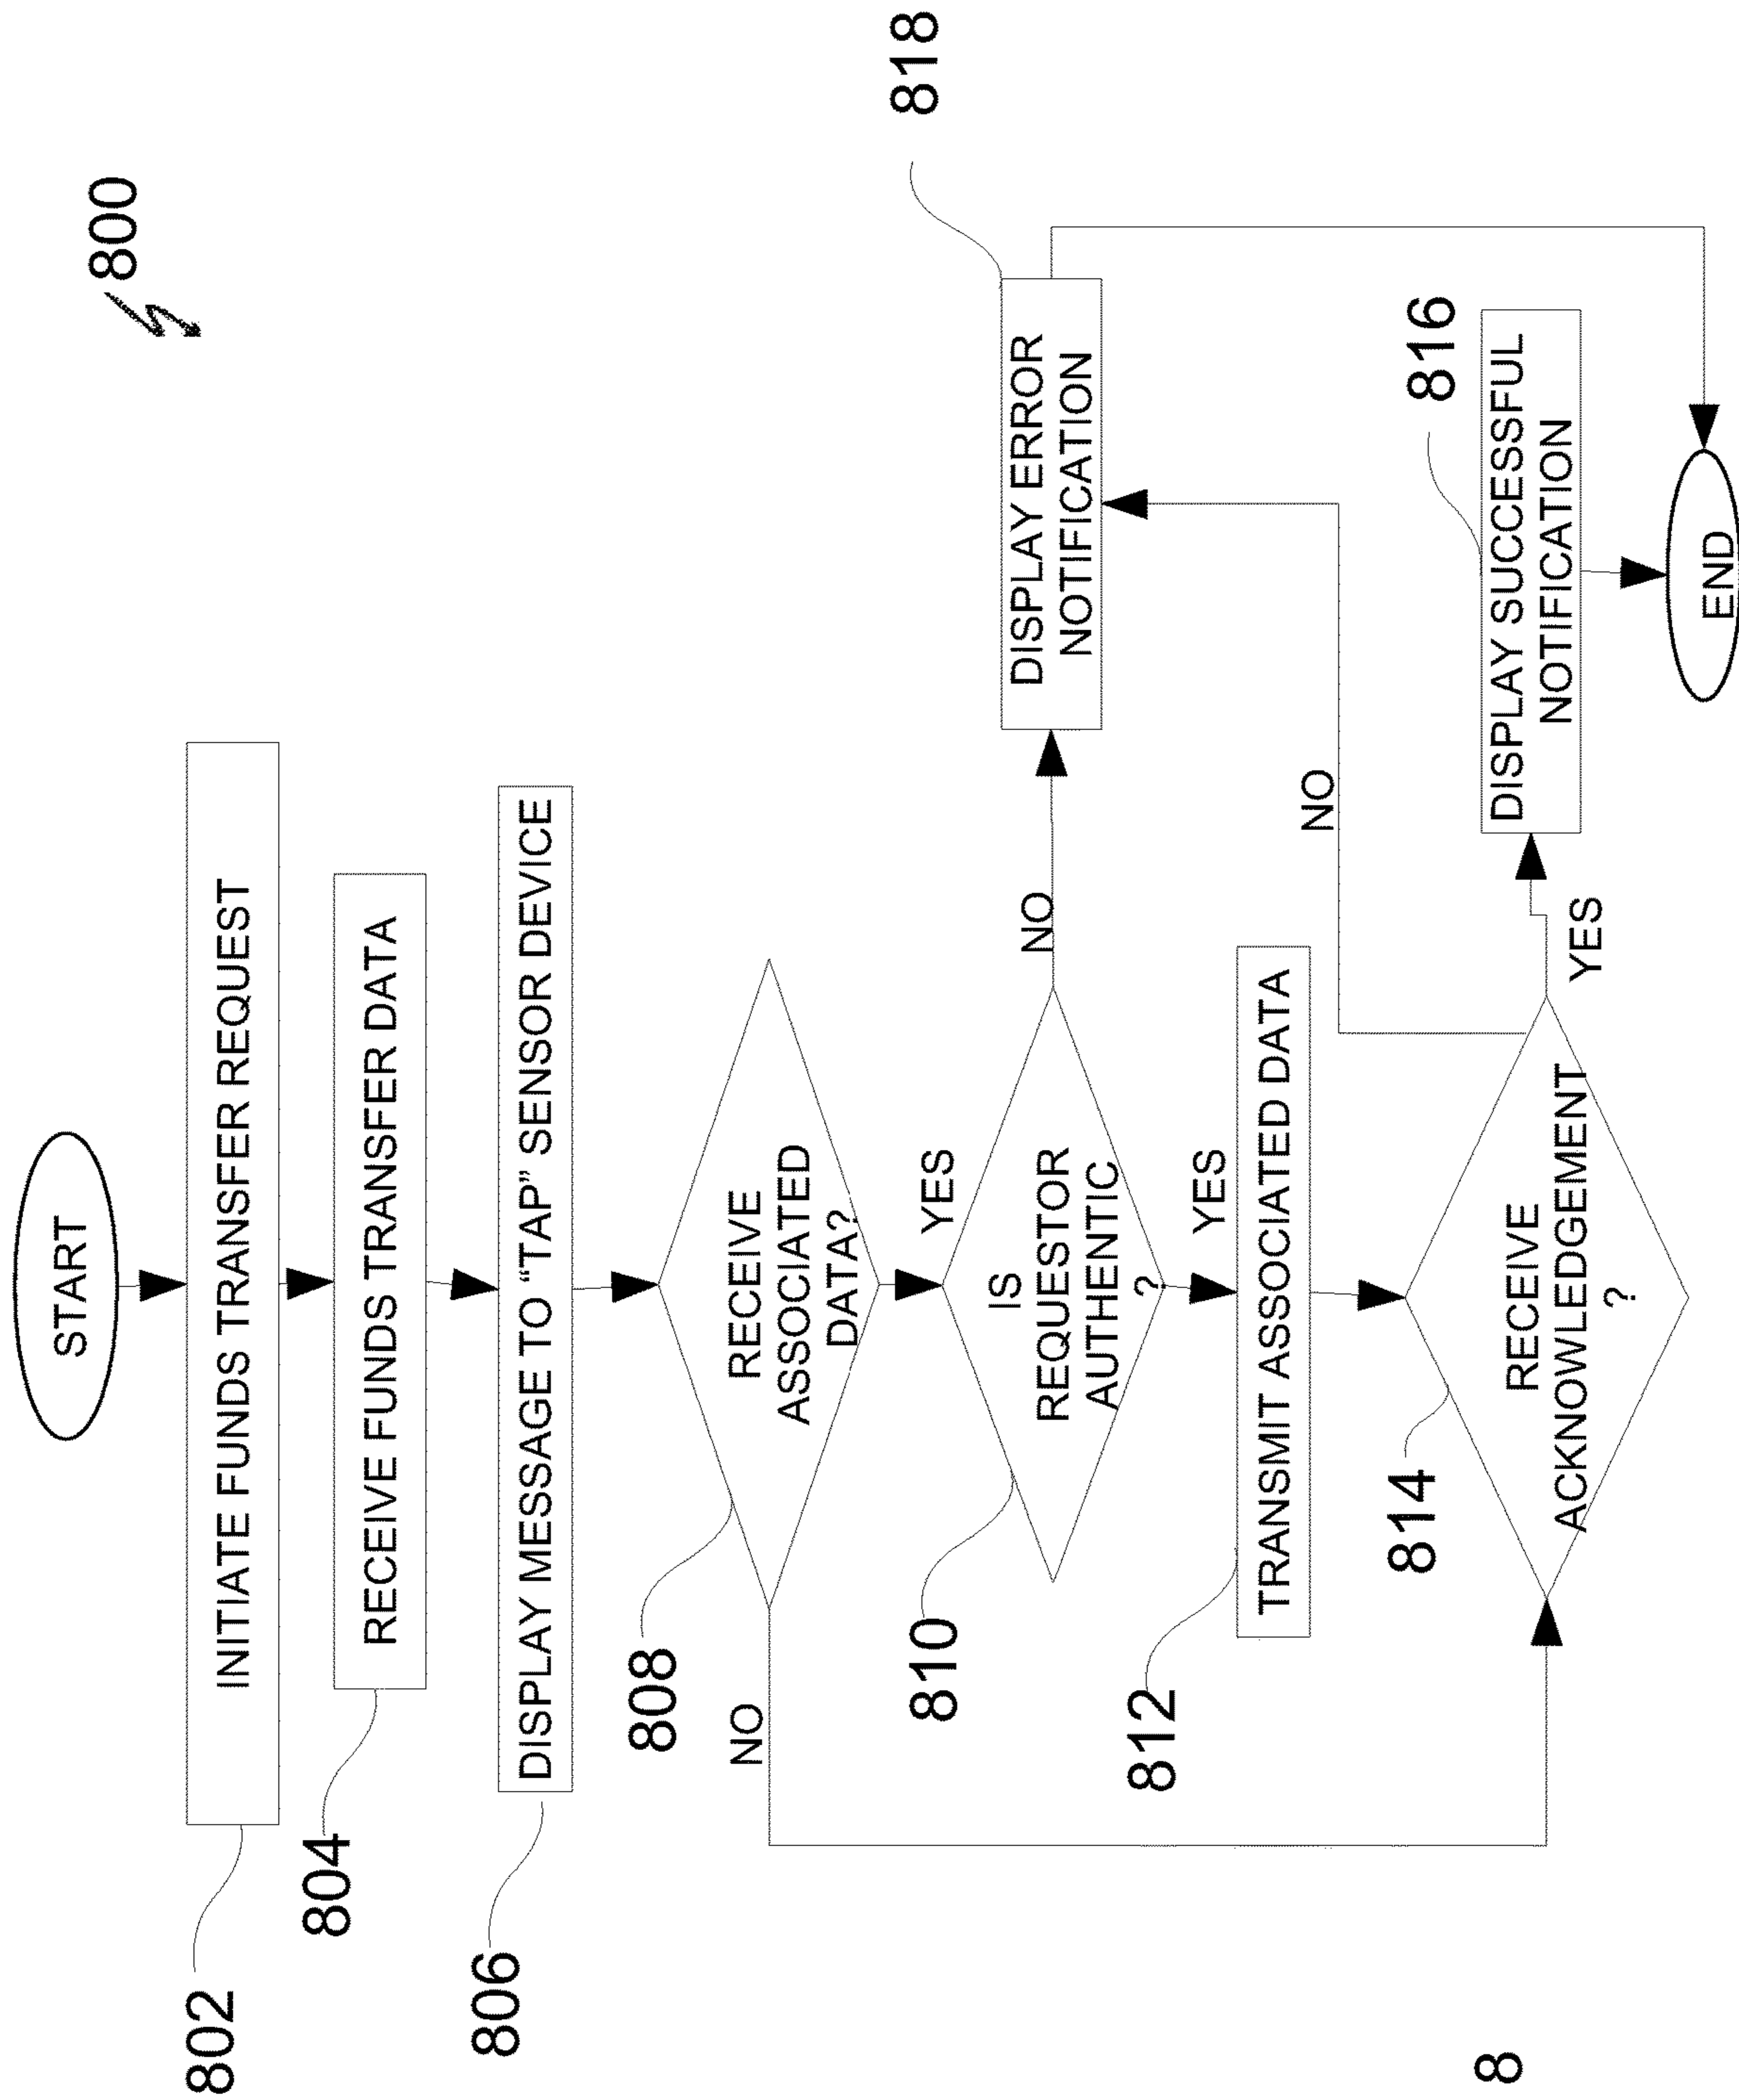 800
START
802
INITIATE FUNDS TRANSFER REQUEST
804
RECEIVE FUNDS TRANSFER DATA
806
DISPLAY MESSAGE TO “TAP” SENSOR DEVICE
808
RECEIVE
ASSOCIATED
DATA?
NO
YES
810
IS
REQUESTOR
AUTHENTIC
?
NO
YES
818
DISPLAY ERROR
NOTIFICATION
812
TRANSMIT ASSOCIATED DATA
814
RECEIVE
ACKNOWLEDGEMENT
?
NO
YES
816
DISPLAY SUCCESSFUL
NOTIFICATION
END
8